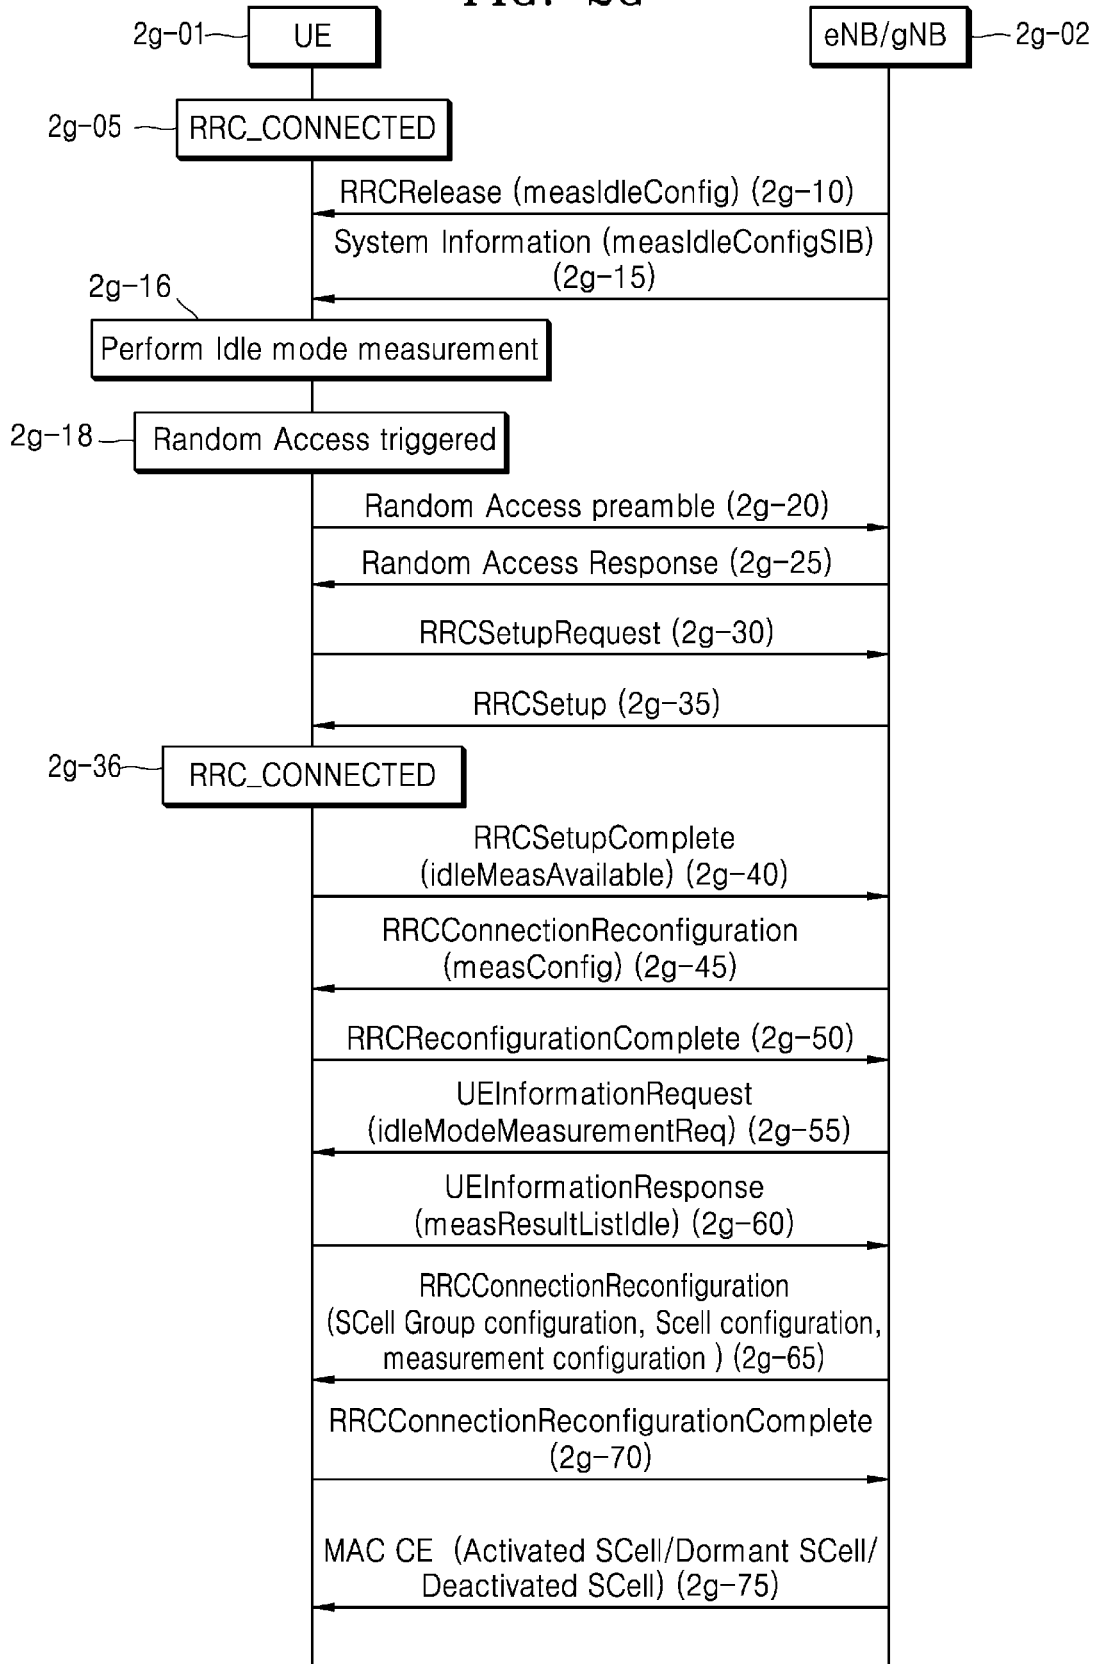 2g-01
UE
eNB/gNB
2g-02
2g-05
RRC_CONNECTED
RRCRelease (measIdleConfig) (2g-10)
System Information (measIdleConfigSIB)
(2g-15)
2g-16
Perform Idle mode measurement
2g-18
Random Access triggered
Random Access preamble (2g-20)
Random Access Response (2g-25)
RRCSetupRequest (2g-30)
RRCSetup (2g-35)
2g-36
RRC_CONNECTED
RRCSetupComplete
(idleMeasAvailable) (2g-40)
RRCConnectionReconfiguration
(measConfig) (2g-45)
RRCReconfigurationComplete (2g-50)
UEInformationRequest
(idleModeMeasurementReq) (2g-55)
UEInformationResponse
(measResultListIdle) (2g-60)
RRCConnectionReconfiguration
(SCell Group configuration, Scell configuration,
measurement configuration ) (2g-65)
RRCConnectionReconfigurationComplete
(2g-70)
MAC CE (Activated SCell/Dormant SCell/
Deactivated SCell) (2g-75)